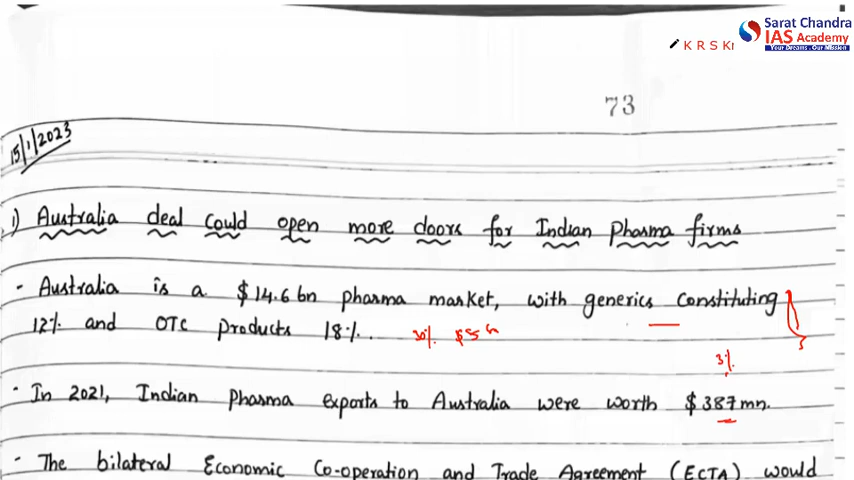 Sarat Chandra
IAS Academy
Your Dreams. Our Mission
K R S K
73
15/1/2023
1) Australia deal could open more doors for Indian Pharma firms
- Australia is a $14.6 bn pharma market, with generics constituting
12% and OTC products 18%. 30%
3%
- In 2021, Indian Pharma exports to Australia were worth $387mn.
- The bilateral Economic Co-operation and Trade Agreement (ECTA) would